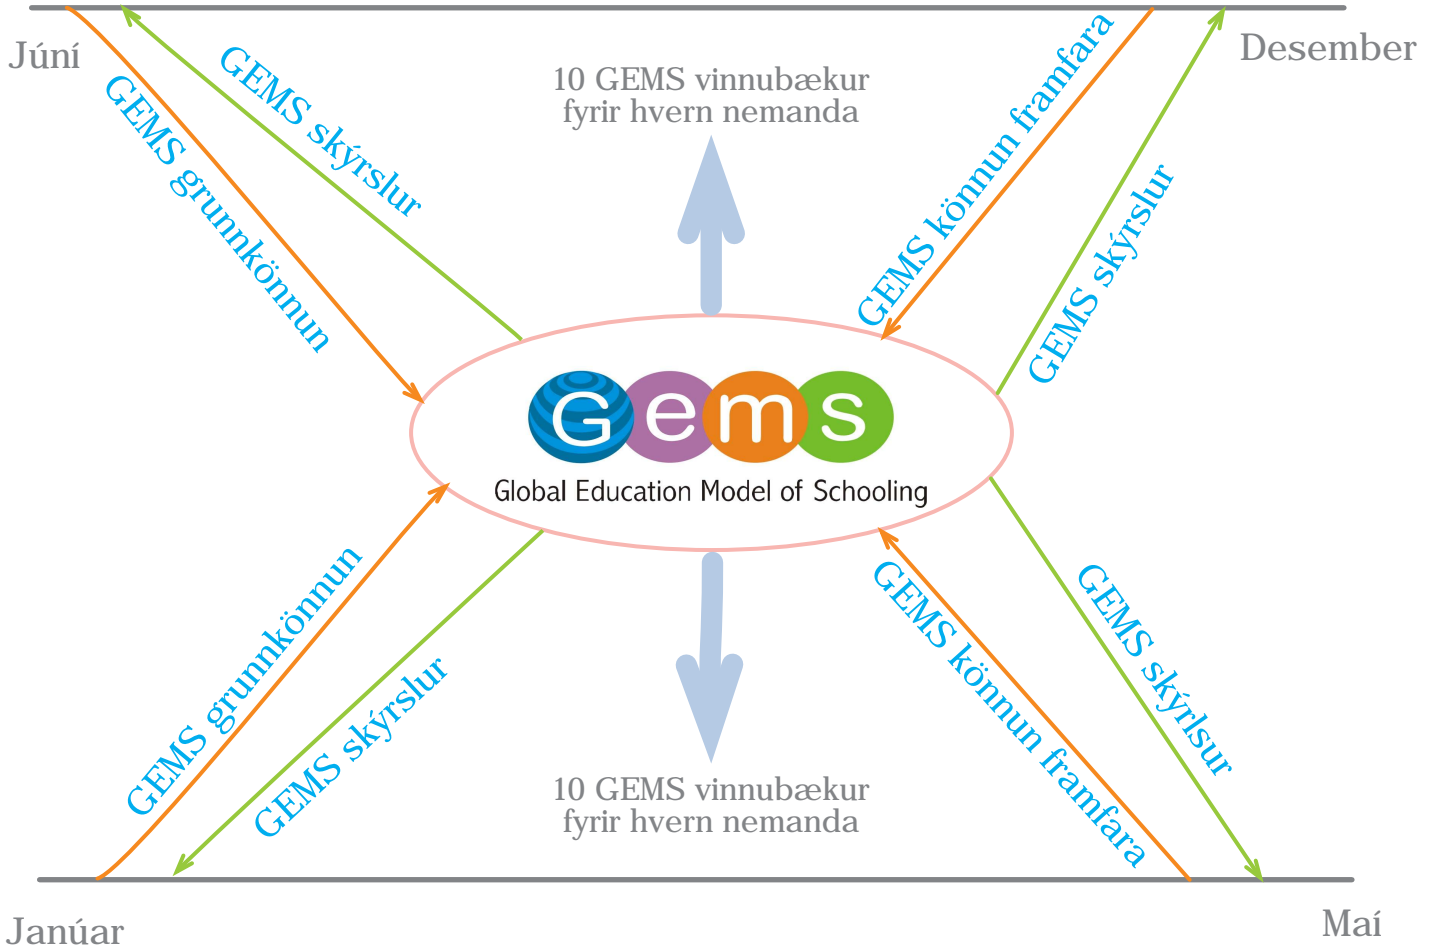 Júní
Desember
GEMS skýrslur
GEMS grunnkönnun
10 GEMS vinnubækur
fyrir hvern nemanda
GEMS könnun framfara
GEMS skýrslur
Gems
Global Education Model of Schooling
GEMS grunnkönnun
GEMS skýrslur
10 GEMS vinnubækur
fyrir hvern nemanda
GEMS könnun framfara
GEMS skýrlsur
Janúar
Maí